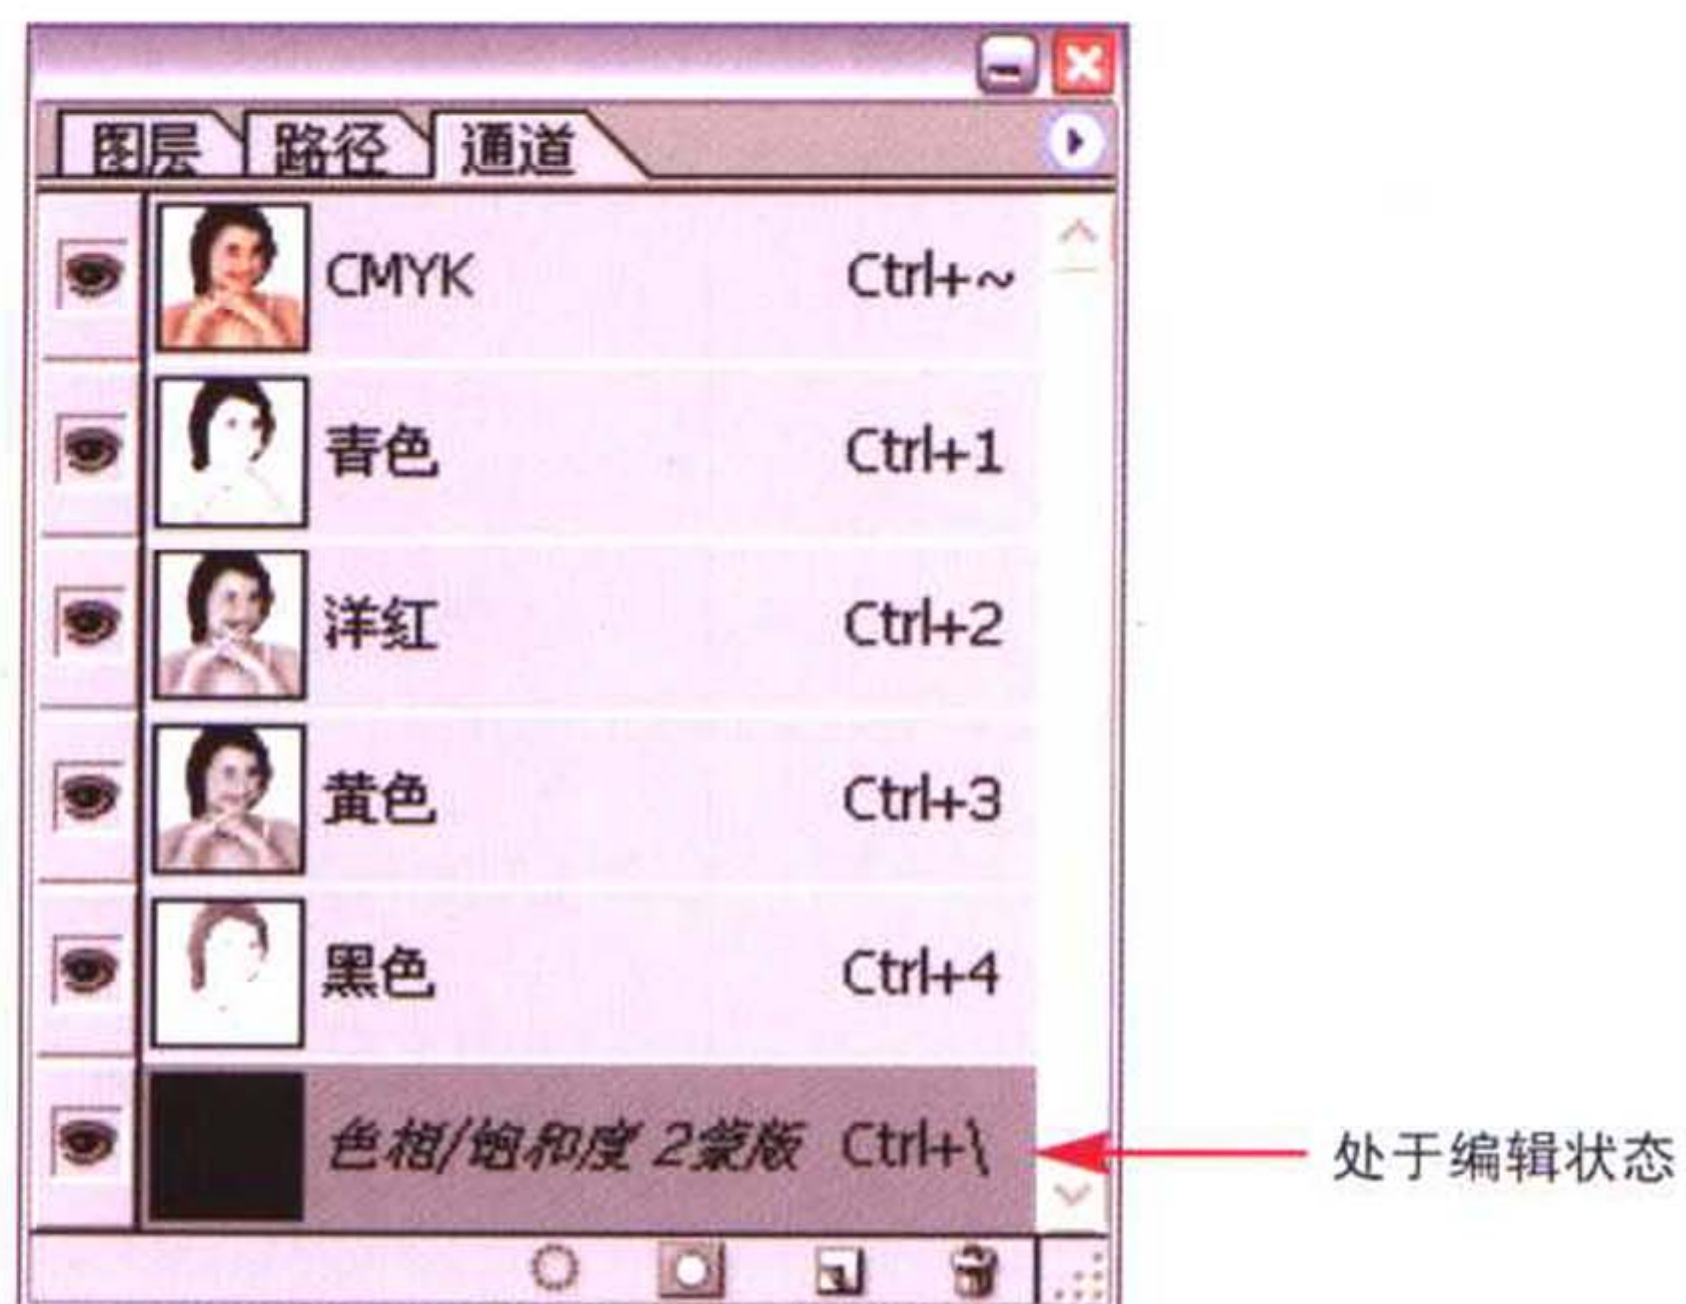 图层 路径 通道
CMYK Ctrl+~
青色 Ctrl+1
洋红 Ctrl+2
黄色 Ctrl+3
黑色 Ctrl+4
色相/饱和度 2蒙版 Ctrl+\
处于编辑状态